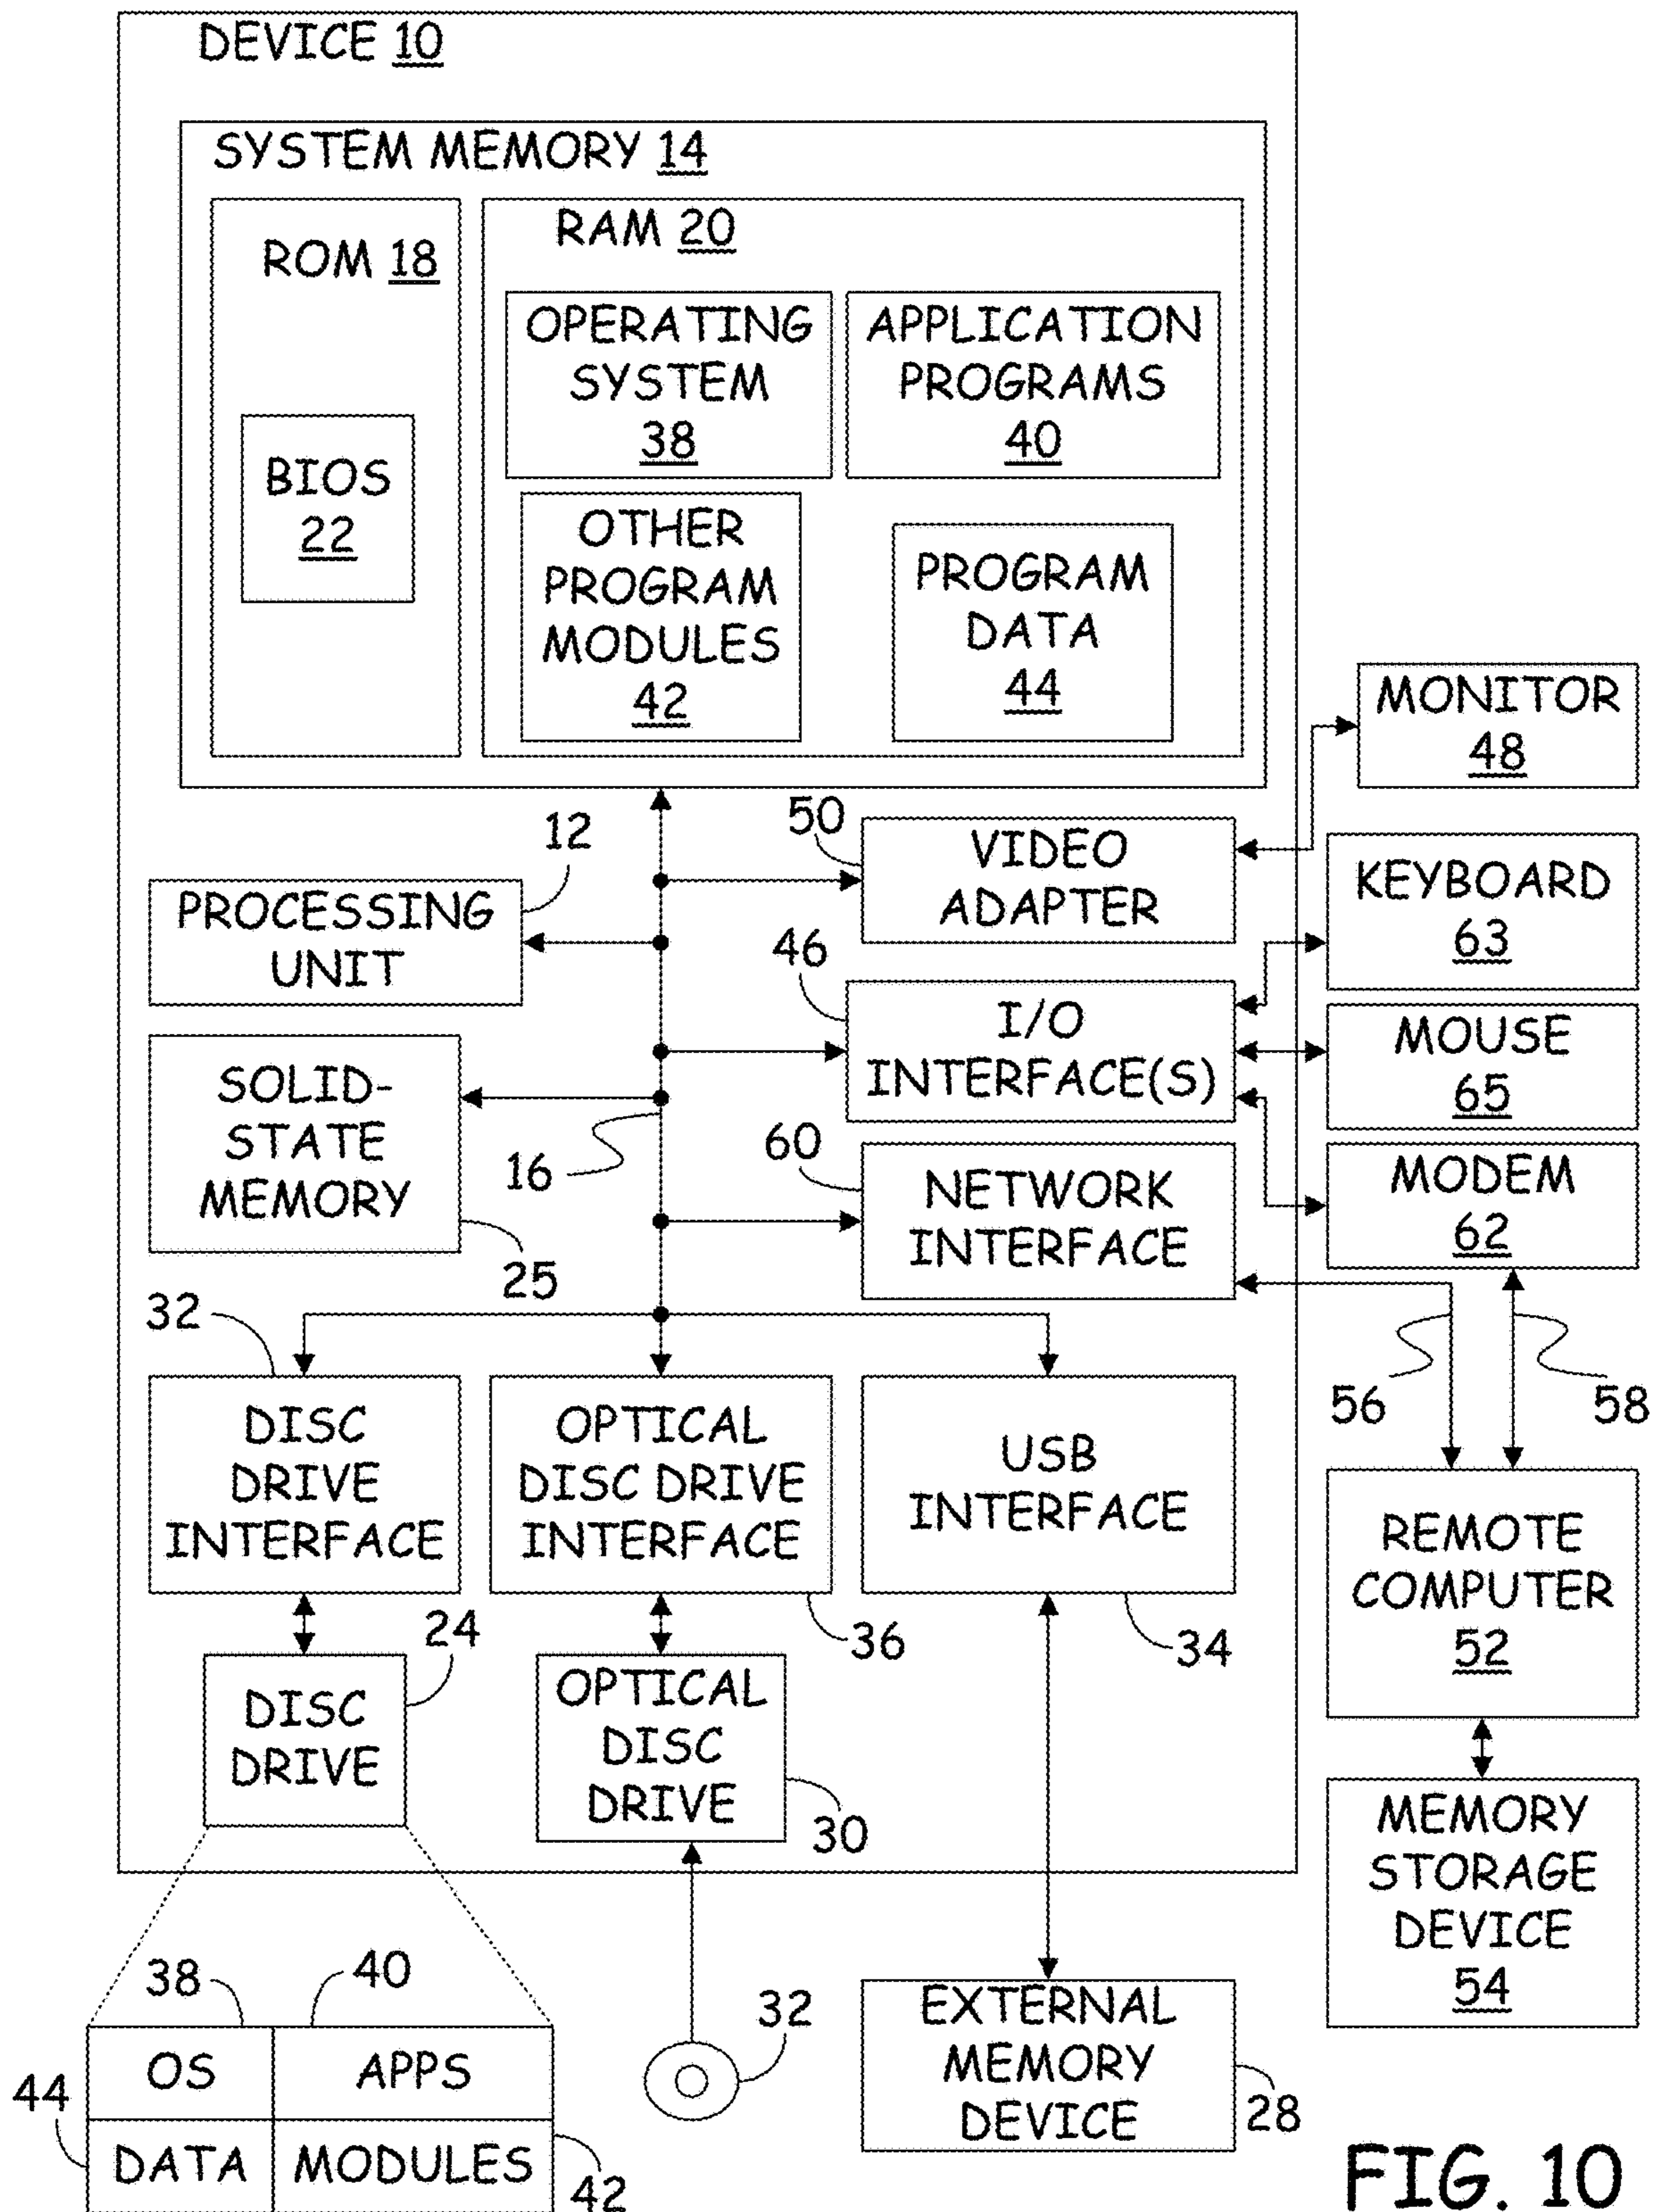 DEVICE 10
SYSTEM MEMORY 14
ROM 18
BIOS
22
RAM 20
OPERATING
SYSTEM
38
APPLICATION
PROGRAMS
40
OTHER
PROGRAM
MODULES
42
PROGRAM
DATA
44
MONITOR
48
12
PROCESSING
UNIT
50
VIDEO
ADAPTER
KEYBOARD
63
46
I/O
INTERFACE(S)
MOUSE
65
SOLID-
STATE
MEMORY
25
16
60
NETWORK
INTERFACE
MODEM
62
56
58
32
DISC
DRIVE
INTERFACE
OPTICAL
DISC DRIVE
INTERFACE
36
USB
INTERFACE
34
REMOTE
COMPUTER
52
24
DISC
DRIVE
OPTICAL
DISC
DRIVE
30
MEMORY
STORAGE
DEVICE
54
38
40
OS
APPS
44
DATA
MODULES
42
32
EXTERNAL
MEMORY
DEVICE
28
FIG. 10